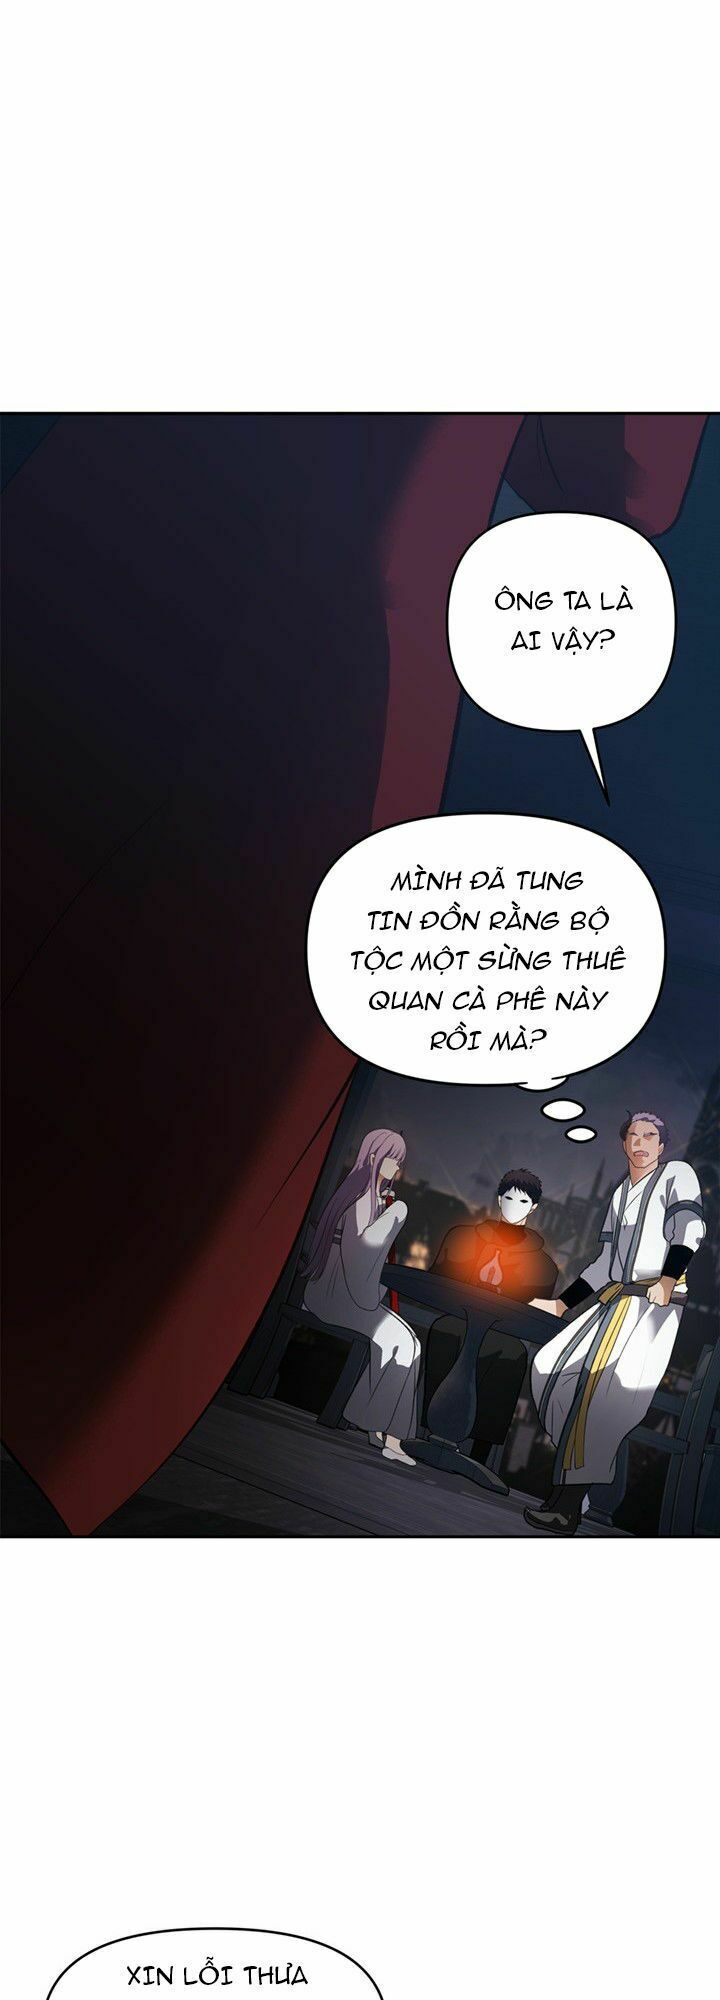 ÔNG TA LÀ
AI VẬY?
MÌNH ĐÃ TUNG
TIN ĐỒN RẰNG BỘ
TỘC MỘT SỪNG THUÊ
QUAN CÀ PHÊ NÀY
RỒI MÀ?
XIN LỖI THƯA